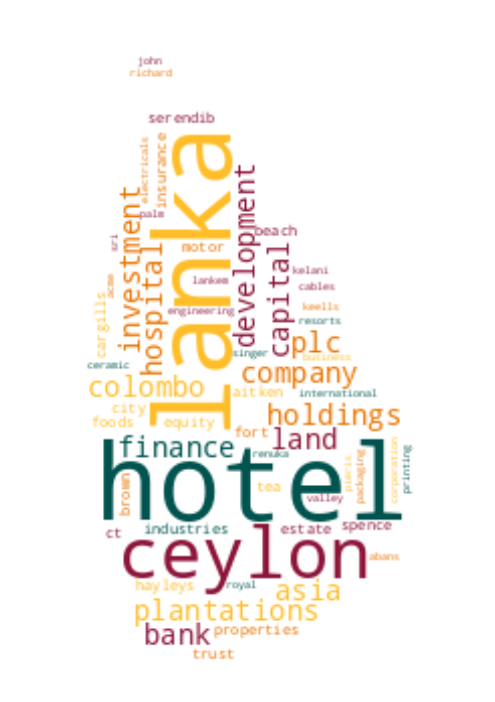 john
richard
serendib
electricals
insurance
lanka
palm
investment
development
beach
sri
motor
hospital
capital
kelani
acme
lankem
cables
cargills
engineering
keells
resorts
plc
singer
business
ceramic
company
colombo
aitken
international
city
holdings
foods
equity
fort
land
finance
renuka
hotel
pieris
packaging
corporation
printing
brown
tea
valley
ct
industries
estate
spence
ceylon
abans
hayleys
royal
asia
plantations
bank
properties
trust